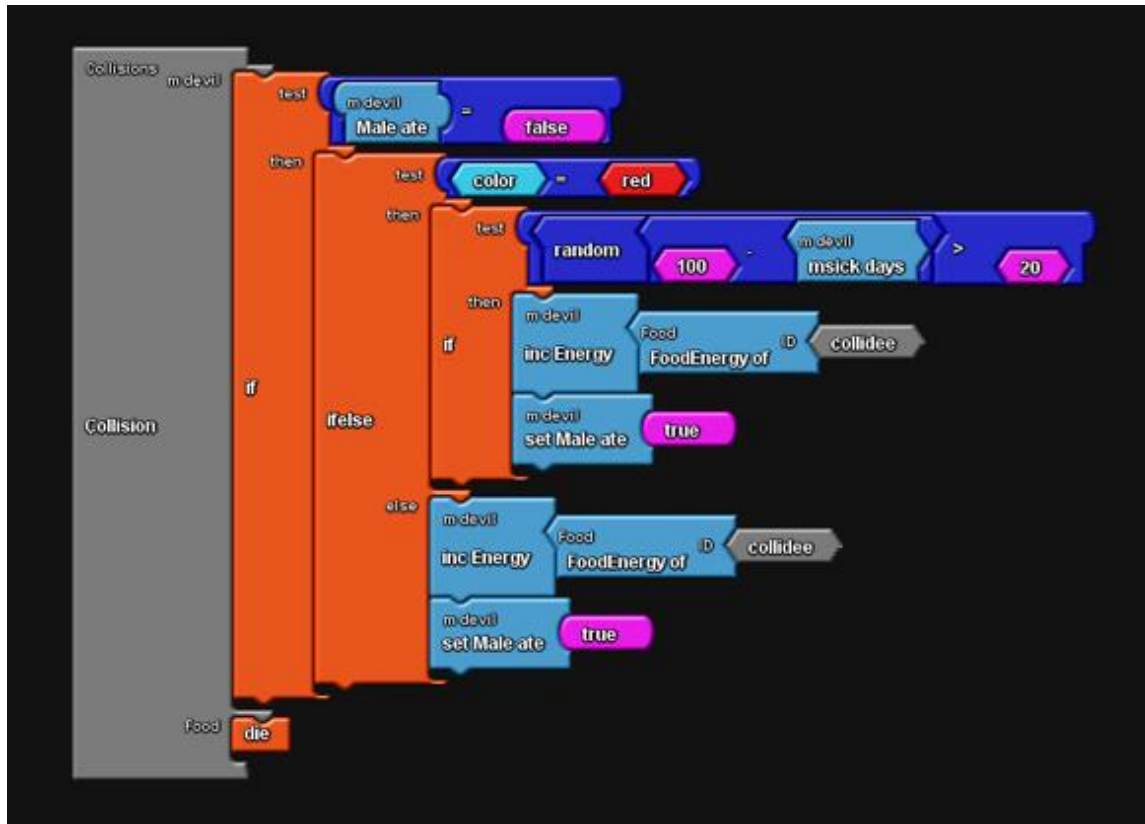 Collisions
m devil
test
m devil
Male ate
=
false
then
test
color
=
red
then
test
random
100
-
m devil
msick days
>
20
then
if
m devil
inc Energy
Food
FoodEnergy of
ID
collidee
if
ifelse
Collision
m devil
set Male ate
true
else
m devil
inc Energy
Food
FoodEnergy of
ID
collidee
m devil
set Male ate
true
Food
die